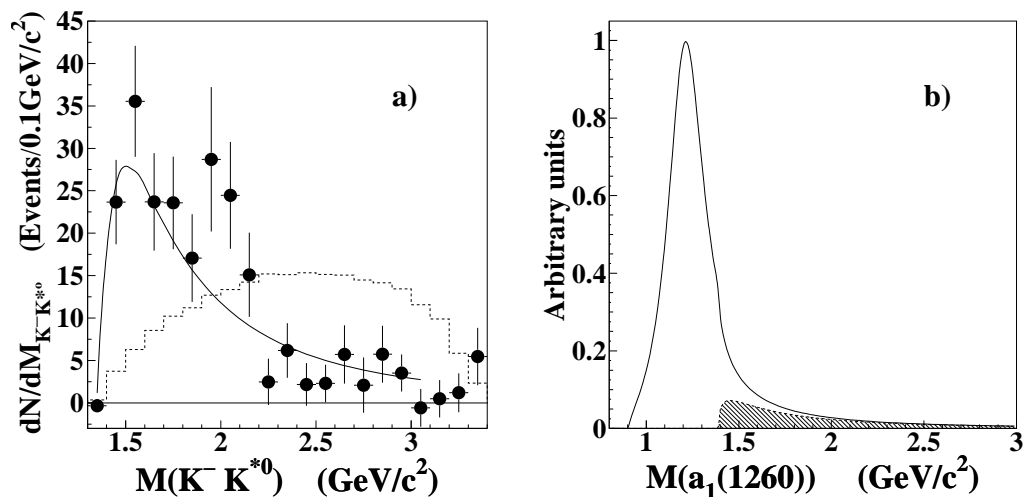 dN/dM_{K⁻K^{*0}} (Events/0.1GeV/c²)
45
40
35
30
25
20
15
10
5
0
a)
1.5 2 2.5 3
M(K⁻ K^{*0}) (GeV/c²)
Arbitrary units
1
0.8
0.6
0.4
0.2
0
b)
1 1.5 2 2.5 3
M(a₁(1260)) (GeV/c²)